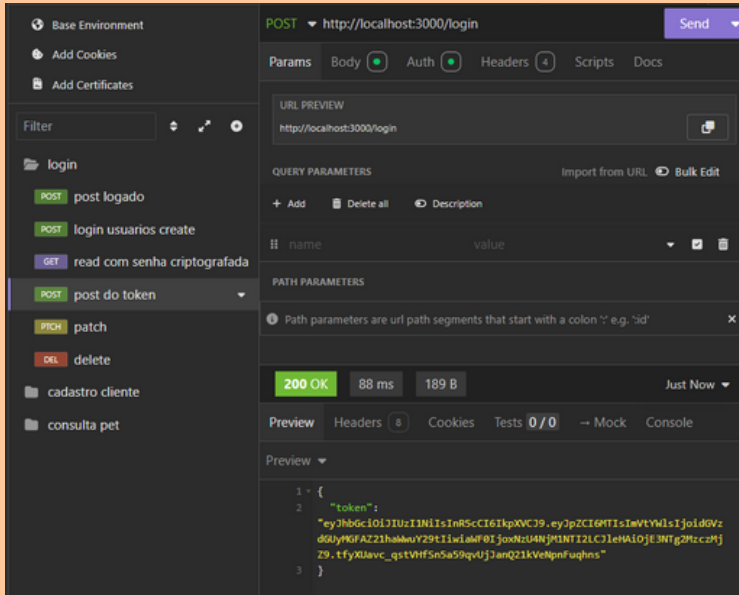 Base Environment
Add Cookies
Add Certificates
Filter
login
POST post logado
POST login usuarios create
GET read com senha criptografada
POST post do token
PTCH patch
DEL delete
cadastro cliente
consulta pet
POST http://localhost:3000/login Send
Params Body Auth Headers 4 Scripts Docs
URL PREVIEW
http://localhost:3000/login
QUERY PARAMETERS Import from URL Bulk Edit
+ Add Delete all Description
name value
PATH PARAMETERS
Path parameters are url path segments that start with a colon ':' e.g. ':id'
200 OK 88 ms 189 B Just Now
Preview Headers 8 Cookies Tests 0 / 0 → Mock Console
Preview
1 {
2 "token":
3 }